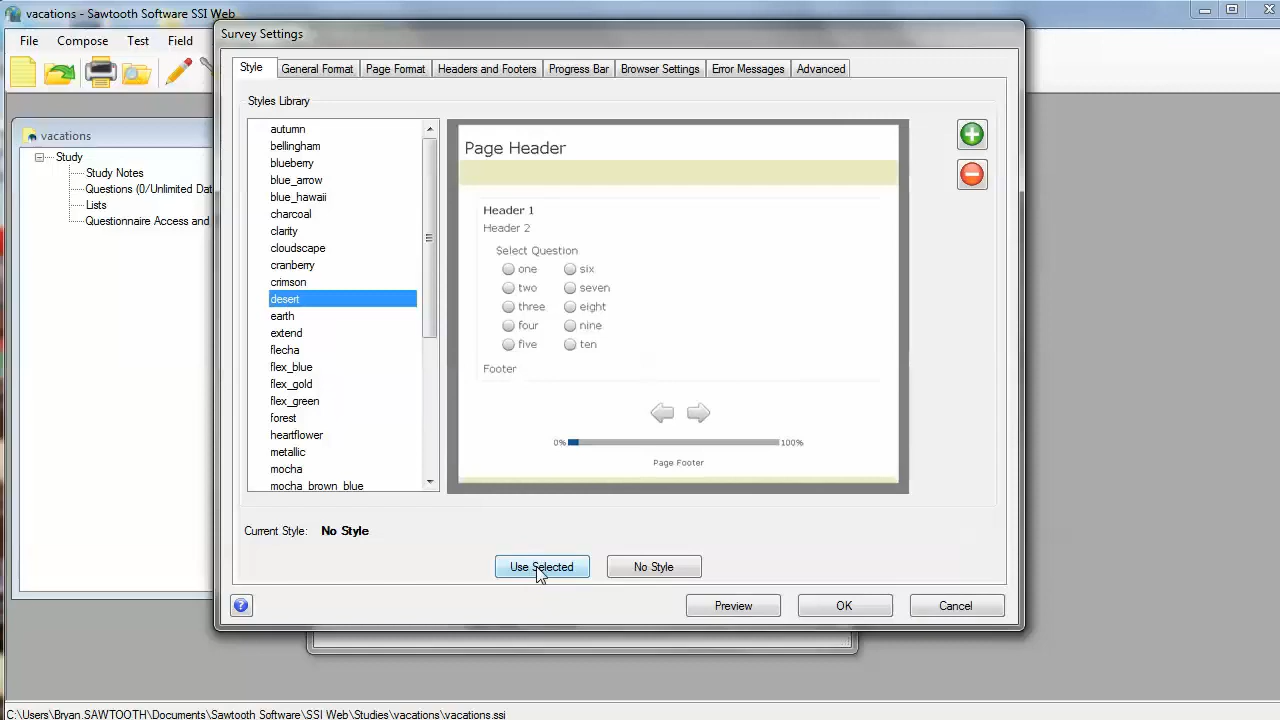 vacations - Sawtooth Software SSI Web
File Compose Test Field
Survey Settings
Style General Format Page Format Headers and Footers Progress Bar Browser Settings Error Messages Advanced
Styles Library
vacations
Study
Study Notes
Questions (0/Unlimited Dat
Lists
Questionnaire Access and
autumn
bellingham
blueberry
blue_arrow
blue_hawaii
charcoal
clarity
cloudscape
cranberry
crimson
desert
earth
extend
flecha
flex_blue
flex_gold
flex_green
forest
heartflower
metallic
mocha
mocha_brown_blue
Page Header
Header 1
Header 2
Select Question
one six
two seven
three eight
four nine
five ten
Footer
0% 100%
Page Footer
Current Style: No Style
Use Selected No Style
? Preview OK Cancel
C:\Users\Bryan.SAWTOOTH\Documents\Sawtooth Software\SSI Web\Studies\vacations\vacations.ssi